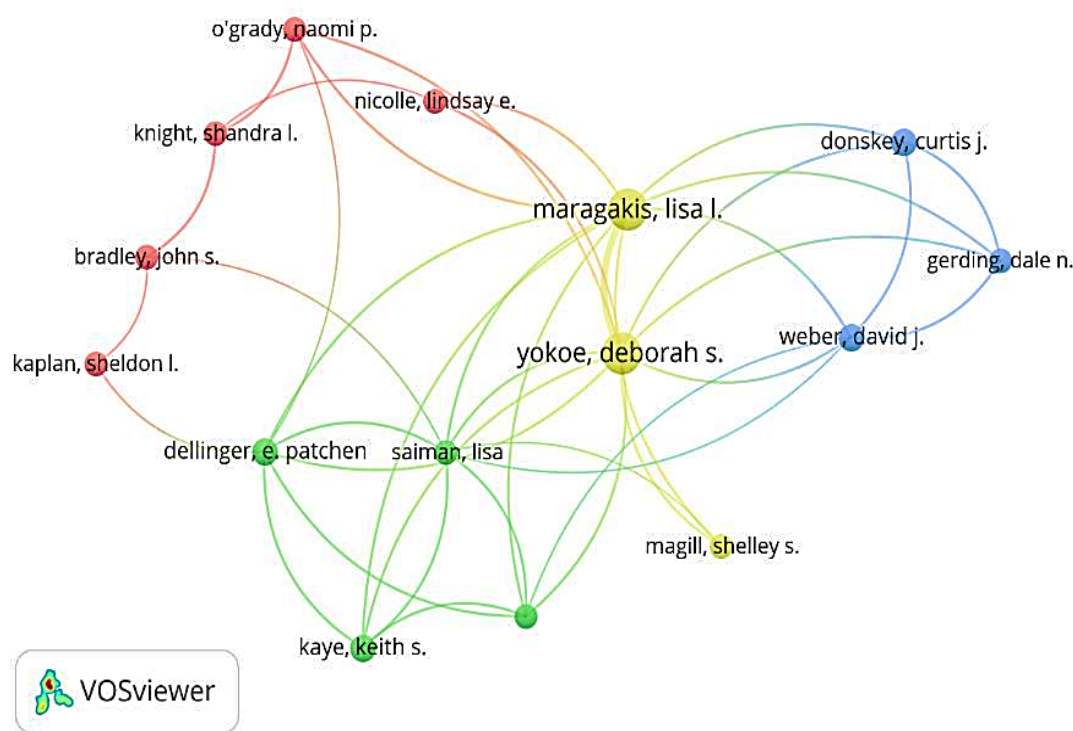 o'grady, naomi p.
nicolle, lindsay e.
knight, shandra l.
donskey, curtis j.
maragakis, lisa l.
bradley, john s.
gerding, dale n.
weber, david j.
yokoe, deborah s.
kaplan, sheldon l.
dellinger, e. patchen
saiman, lisa
magill, shelley s.
kaye, keith s.
VOSviewer